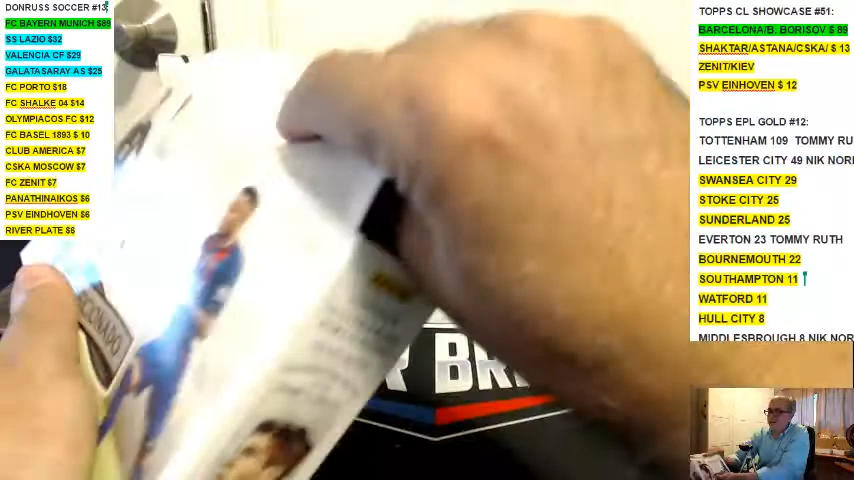 DONRUSS SOCCER #13:
FC BAYERN MUNICH $89
SS LAZIO $32
VALENCIA CF $29
GALATASARAY AS $25
FC PORTO $18
FC SHALKE 04 $14
OLYMPIACOS FC $12
FC BASEL 1893 $ 10
CLUB AMERICA $7
CSKA MOSCOW $7
FC ZENIT $7
PANATHINAIKOS $6
PSV EINDHOVEN $6
RIVER PLATE $6
TOPPS CL SHOWCASE #51:
BARCELONA/B. BORISOV $ 89
SHAKTAR/ASTANA/CSKA/ $ 13
ZENIT/KIEV
PSV EINHOVEN $ 12
TOPPS EPL GOLD #12:
TOTTENHAM 109 TOMMY RU
LEICESTER CITY 49 NIK NORI
SWANSEA CITY 29
STOKE CITY 25
SUNDERLAND 25
EVERTON 23 TOMMY RUTH
BOURNEMOUTH 22
SOUTHAMPTON 11
WATFORD 11
HULL CITY 8
MIDDLESBROUGH 8 NIK NOR
R BR